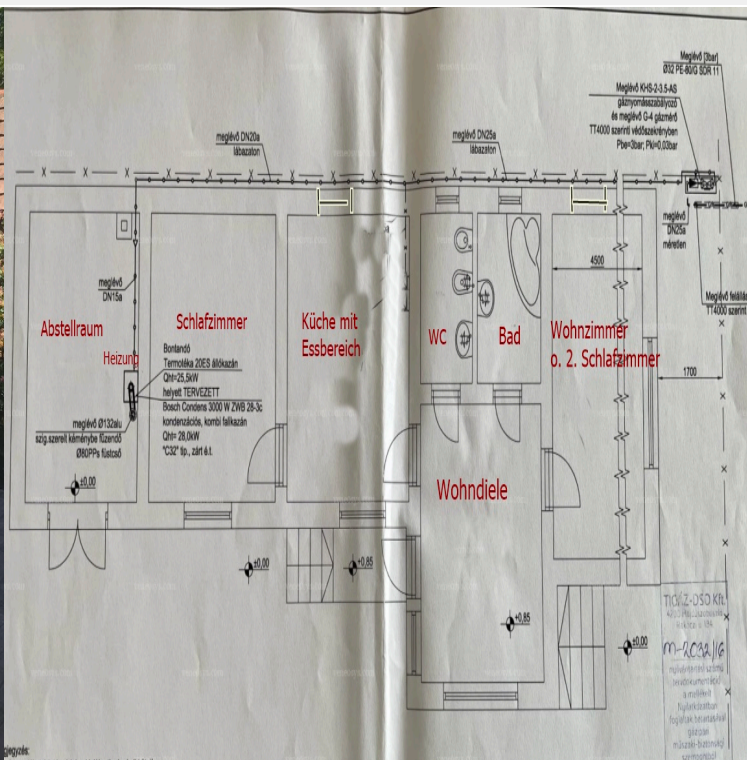 Meglévő (3bar)
Ø32 PE-80/G SDR 11
Meglévő KHS-2-3.5-AS
gáznyomásszabályozó
és meglévő G-4 gázmérő
TT4000 szerinti védőszekrényben
Pbe=3bar; Pki=0,03bar
meglévő DN20a
lábazaton
meglévő DN25a
lábazaton
meglévő
DN25a
méretlen
Meglévő
TT4000 szerint
meglévő
DN15a
4500
1700
Abstellraum
Heizung
Schlafzimmer
Küche mit
Essbereich
WC
Bad
Wohnzimmer
o. 2. Schlafzimmer
Bontandó
Termotéka 20ES állókazán
Qht=25,5kW
helyett TERVEZETT
Bosch Condens 3000 W ZWB 28-3c
kondenzációs, kombi falikazán
Qht= 28,0kW
"C32" tip., zárt é.t.
meglévő Ø132alu
szig.szerelt kéménybe fűzendő
Ø80PPs füstcső
Wohndiele
±0,00
±0,00
+0,85
+0,85
±0,00
TIGÁZ-DSO Kft.
M-2032/16